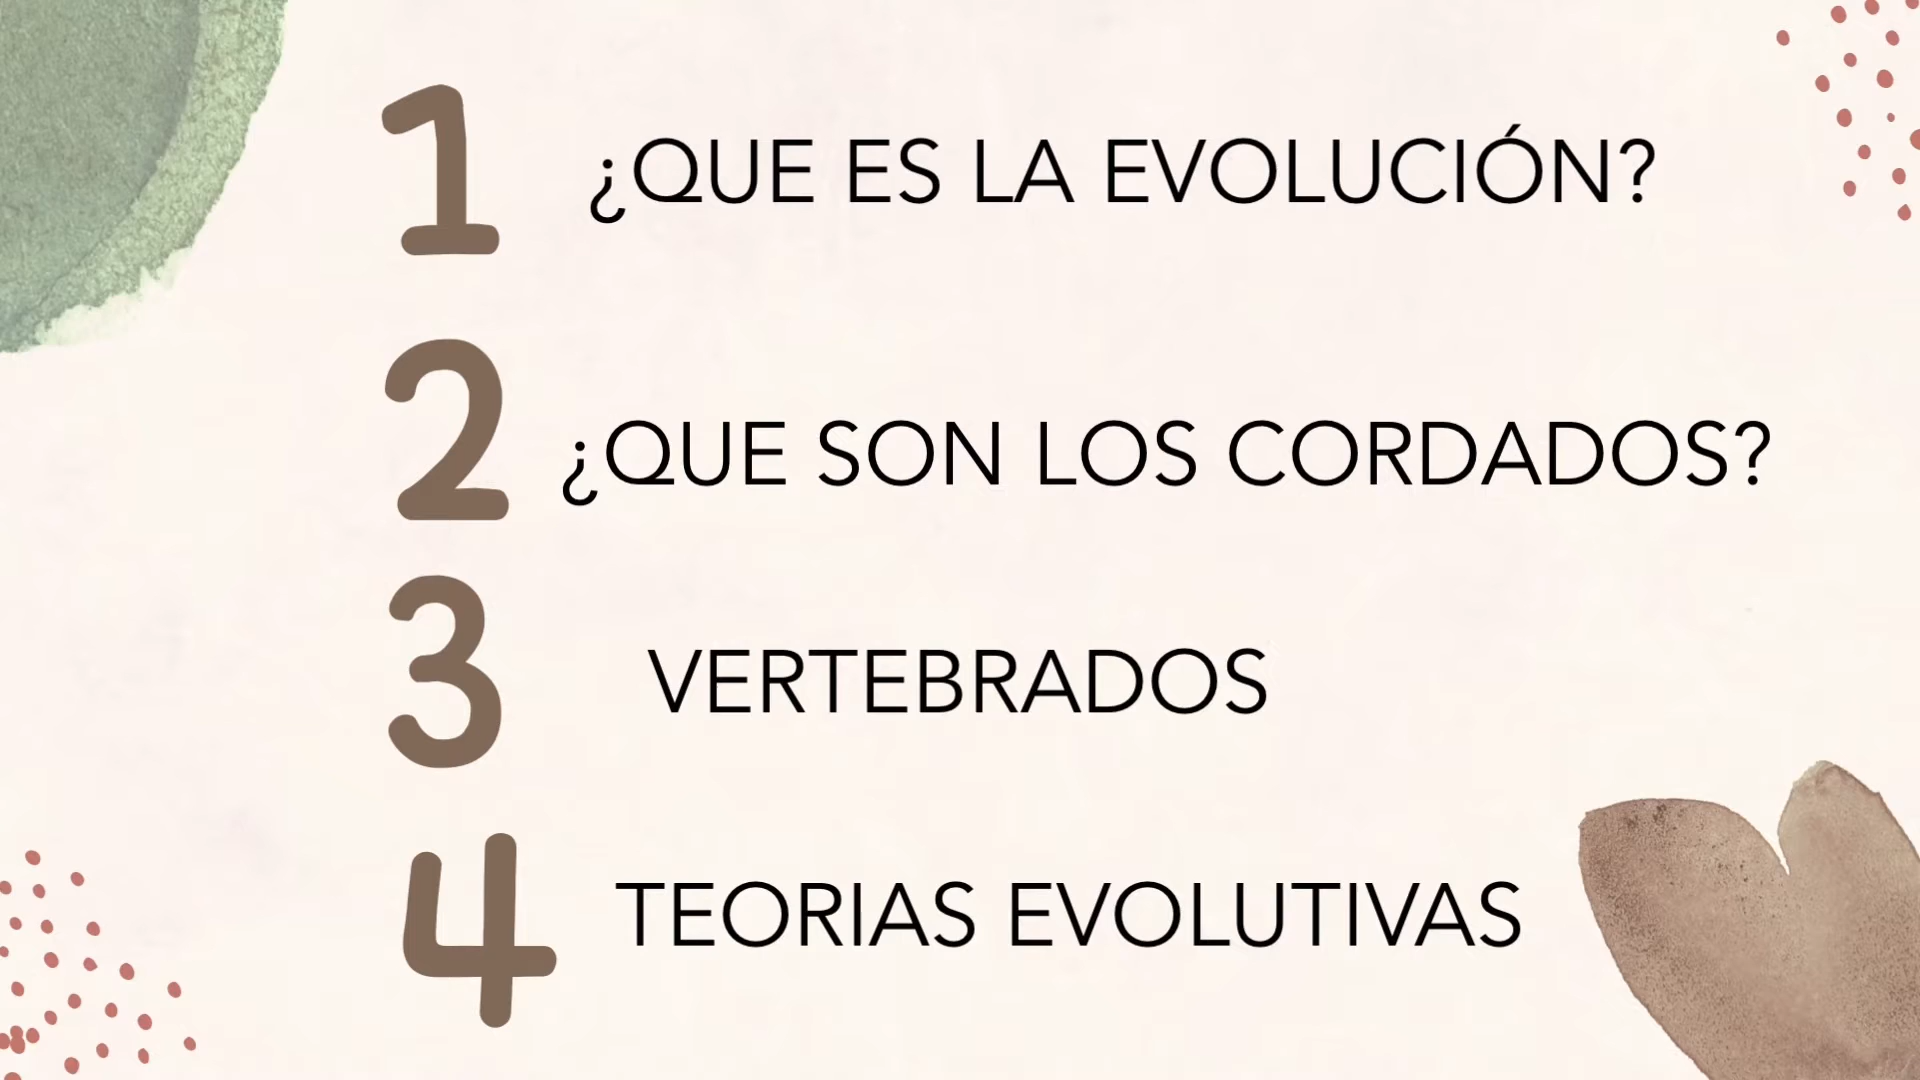 1 ¿QUE ES LA EVOLUCIÓN?
2 ¿QUE SON LOS CORDADOS?
3 VERTEBRADOS
4 TEORIAS EVOLUTIVAS